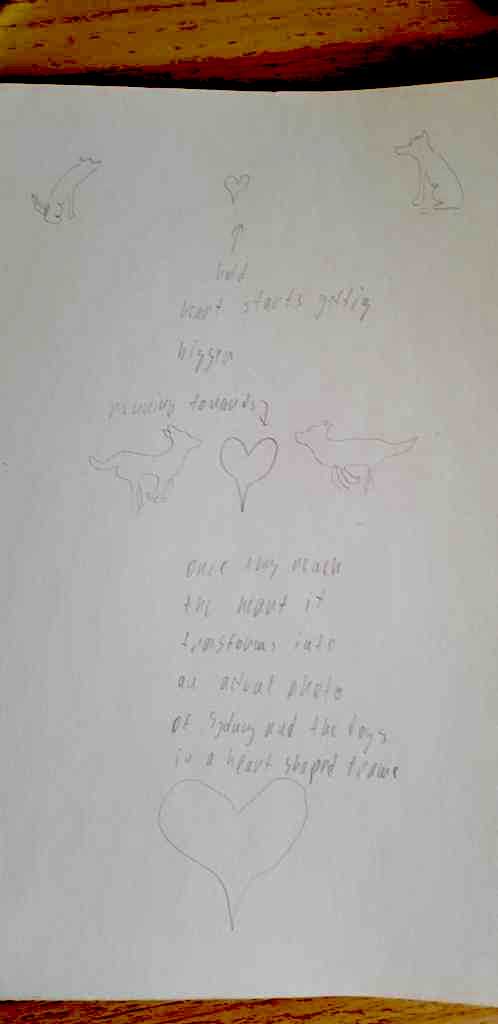 heart starts getting
bigger
running towards
once they reach
the heart it
transforms into
an actual photo
of Sydney and the dogs
in a heart shaped frame